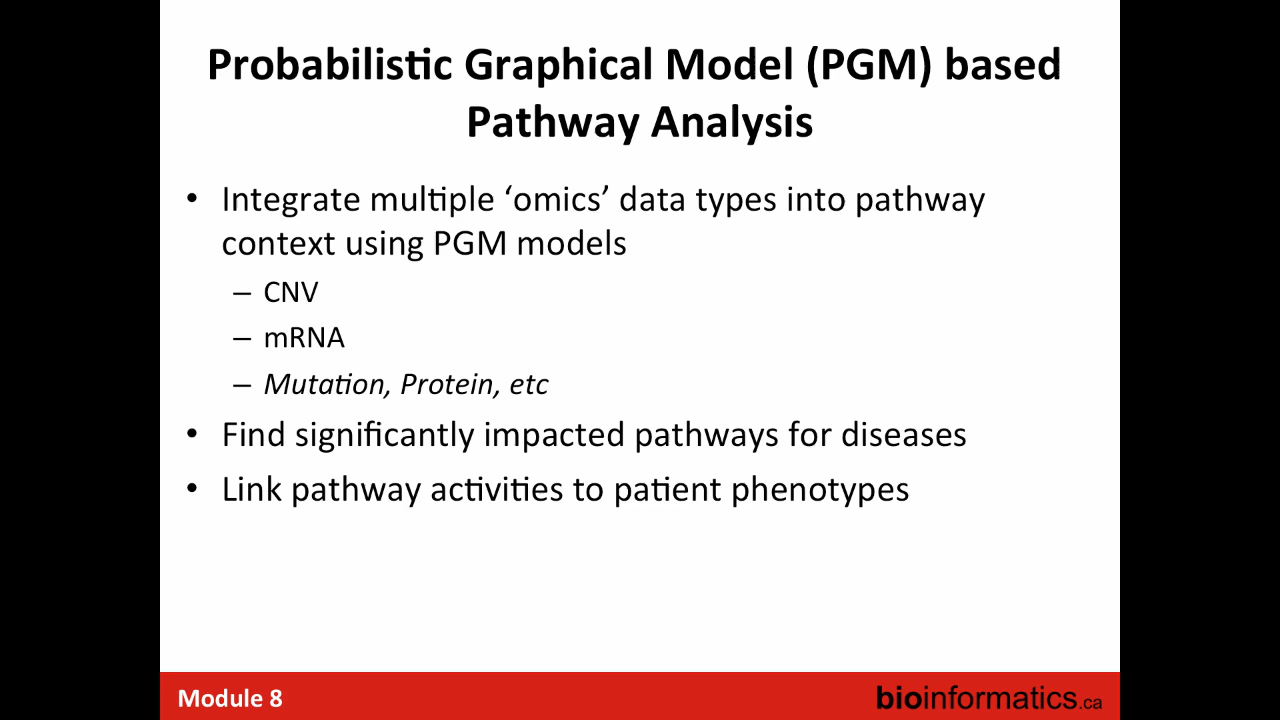 Probabilistic Graphical Model (PGM) based
Pathway Analysis
• Integrate multiple ‘omics’ data types into pathway
context using PGM models
– CNV
– mRNA
– Mutation, Protein, etc
• Find significantly impacted pathways for diseases
• Link pathway activities to patient phenotypes
Module 8
bioinformatics.ca